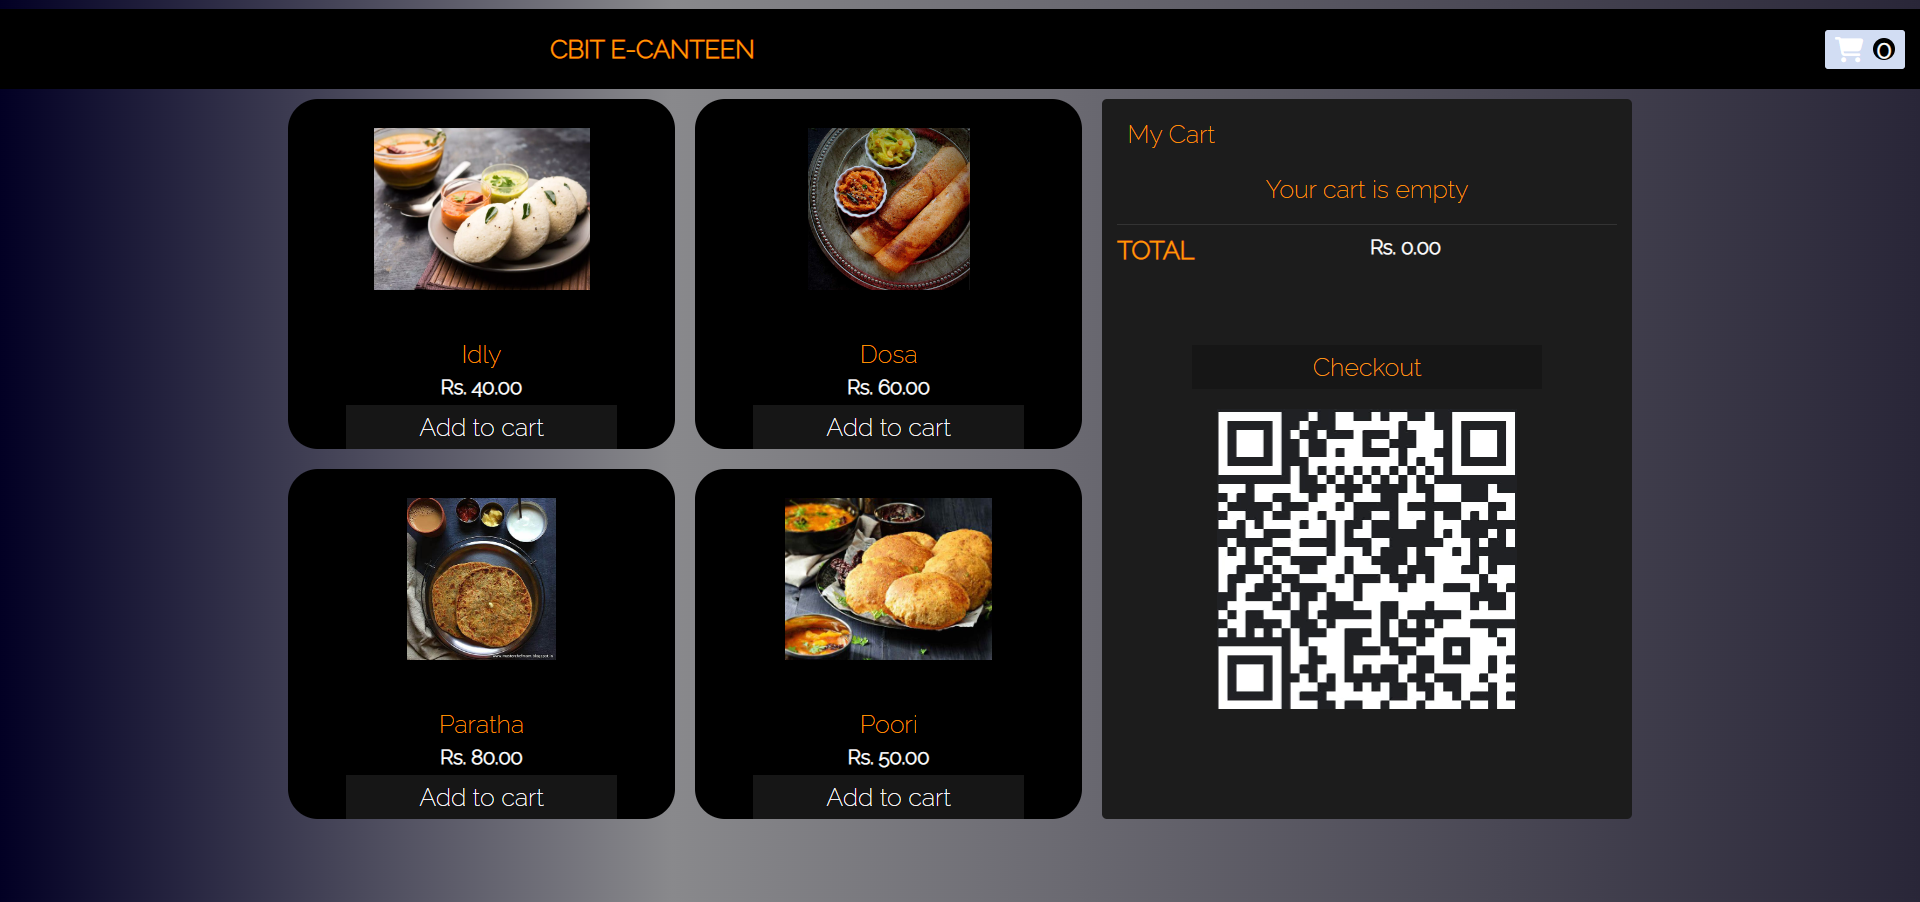 CBIT E-CANTEEN
0
Idly
Rs. 40.00
Add to cart
Dosa
Rs. 60.00
Add to cart
Paratha
Rs. 80.00
Add to cart
Poori
Rs. 50.00
Add to cart
My Cart
Your cart is empty
TOTAL Rs. 0.00
Checkout